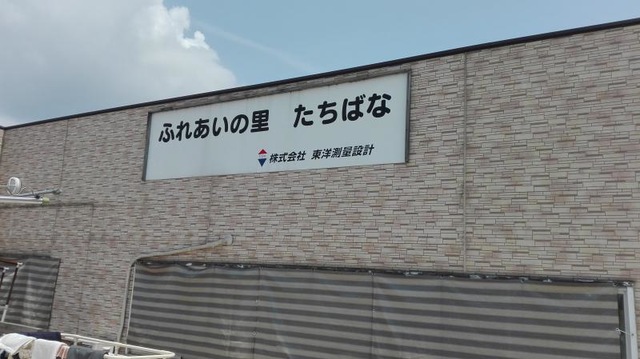 ふれあいの里　たちばな
株式会社 東洋測量設計